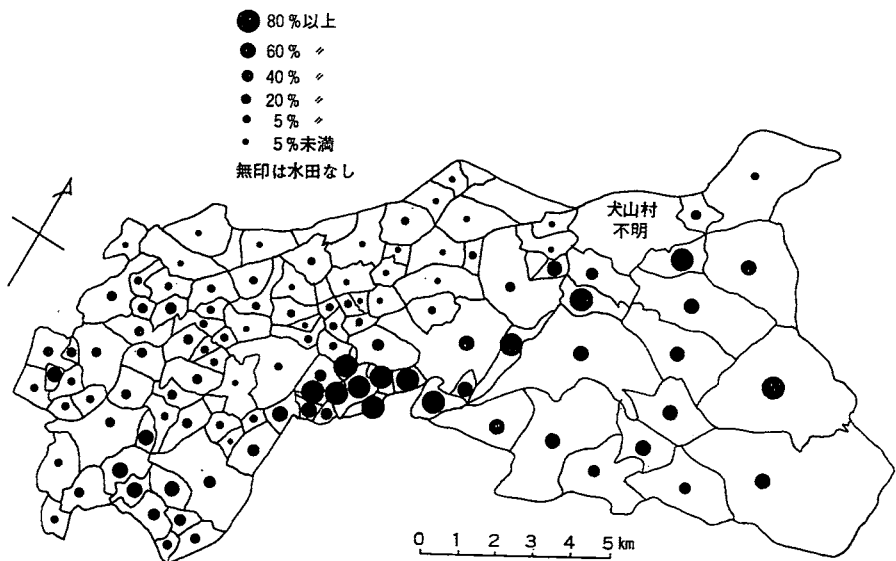 80%以上
60% 〃
40% 〃
20% 〃
5% 〃
5%未満
無印は水田なし
犬山村
不明
0 1 2 3 4 5 km